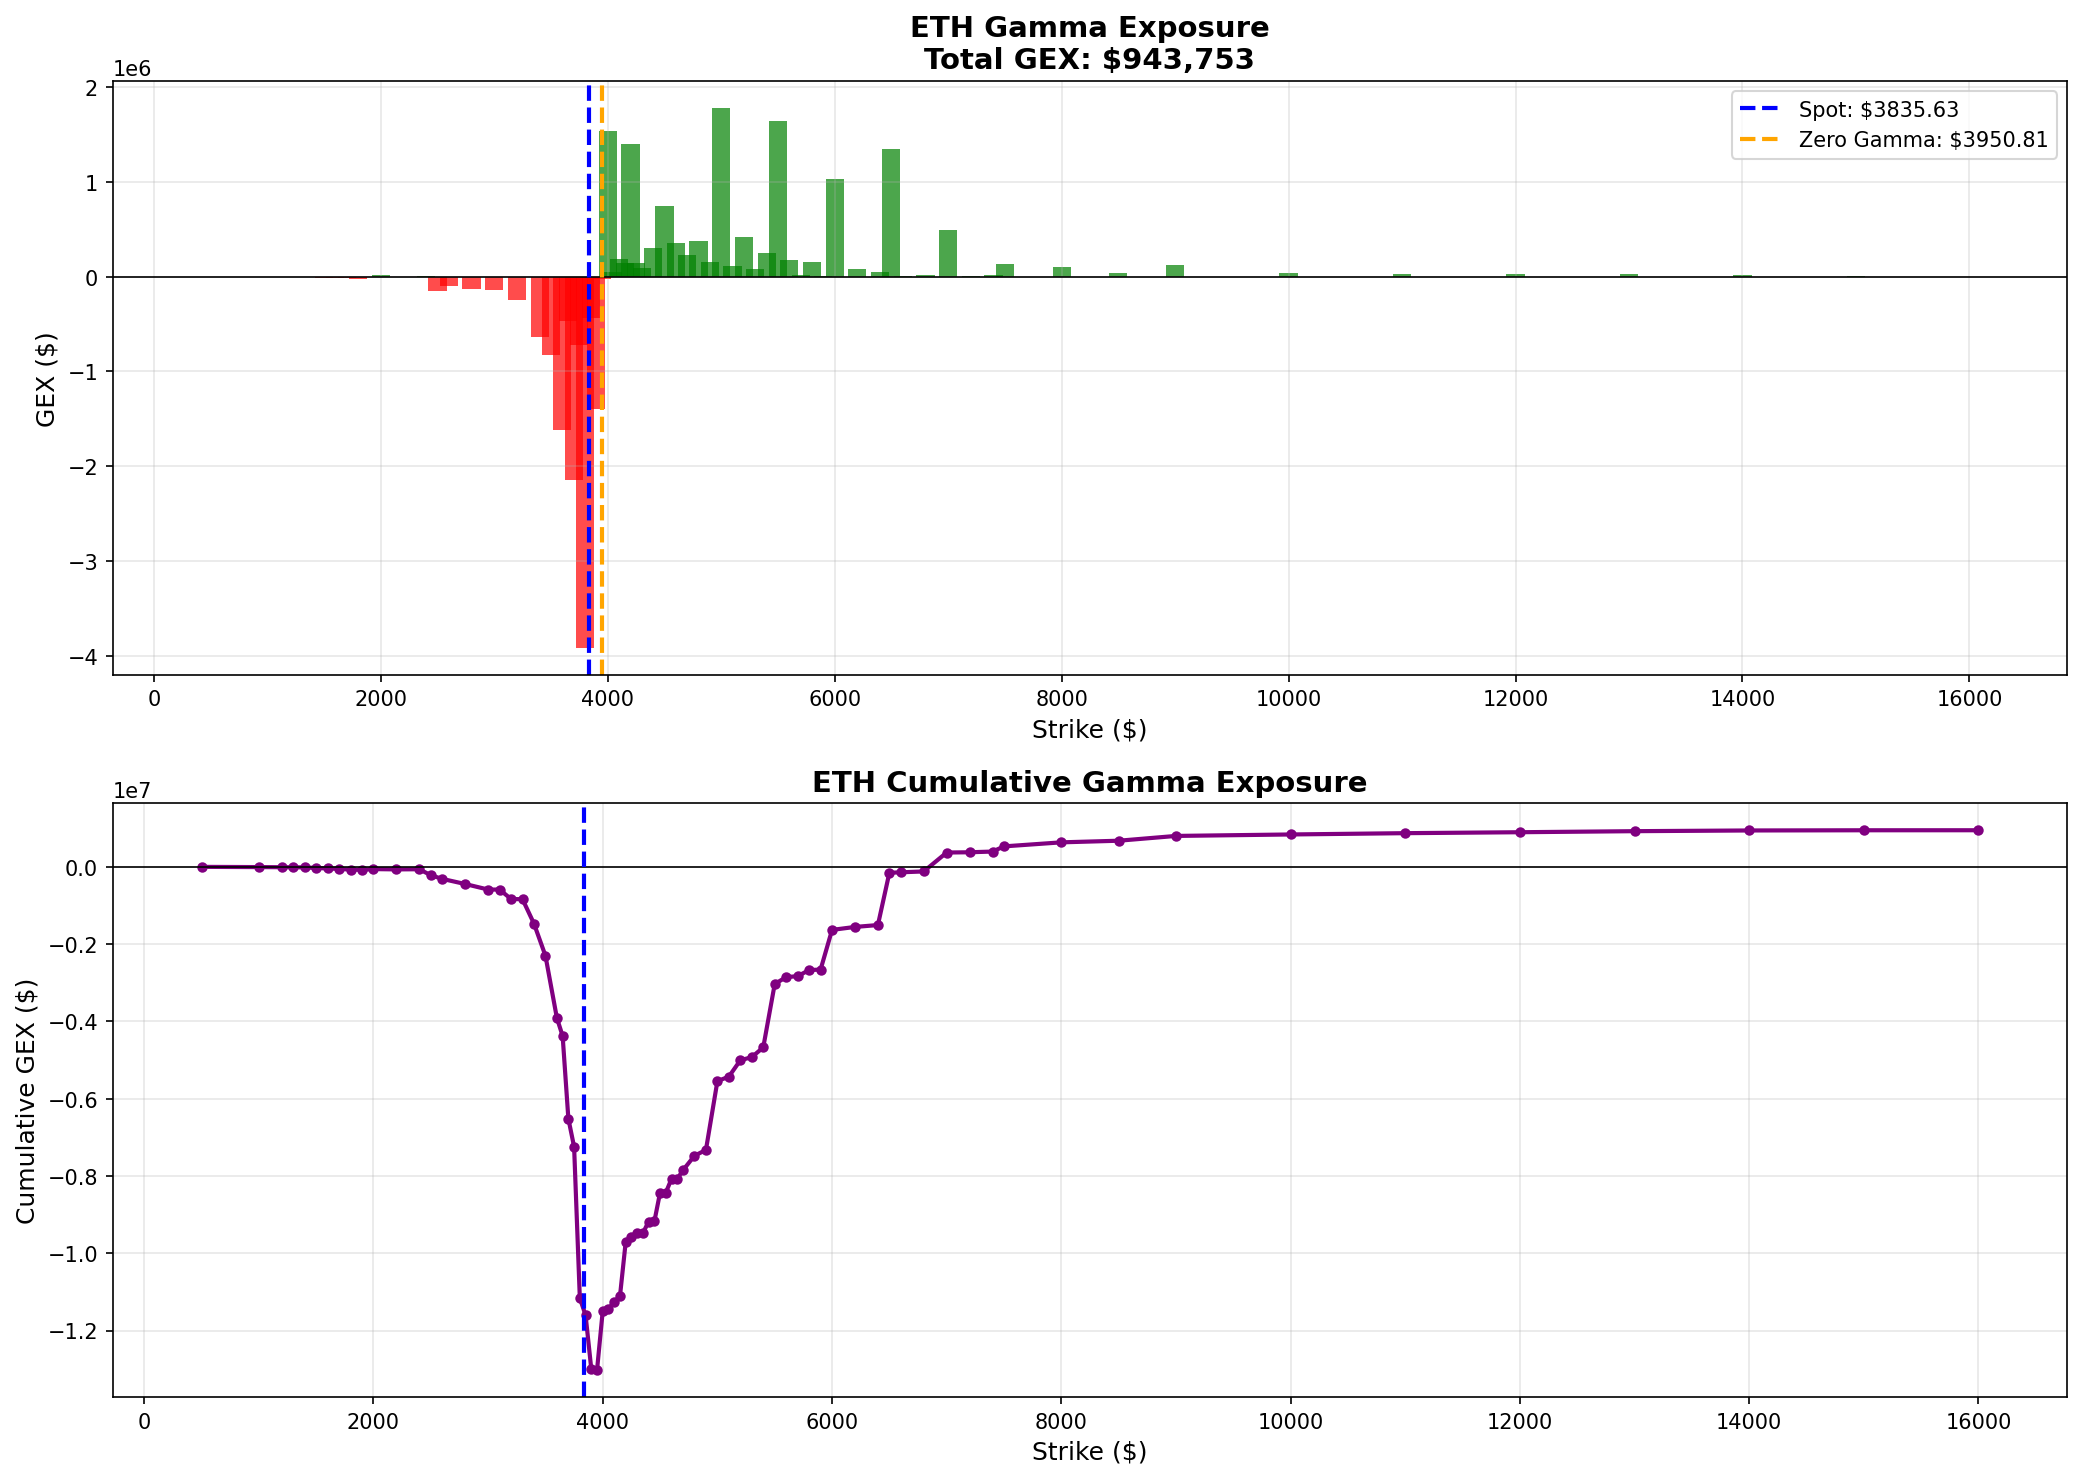 ETH Gamma Exposure
Total GEX: $943,753
1e6
2
1
0
−1
−2
−3
−4
GEX ($)
Spot: $3835.63
Zero Gamma: $3950.81
0 2000 4000 6000 8000 10000 12000 14000 16000
Strike ($)
ETH Cumulative Gamma Exposure
1e7
0.0
−0.2
−0.4
−0.6
−0.8
−1.0
−1.2
Cumulative GEX ($)
0 2000 4000 6000 8000 10000 12000 14000 16000
Strike ($)